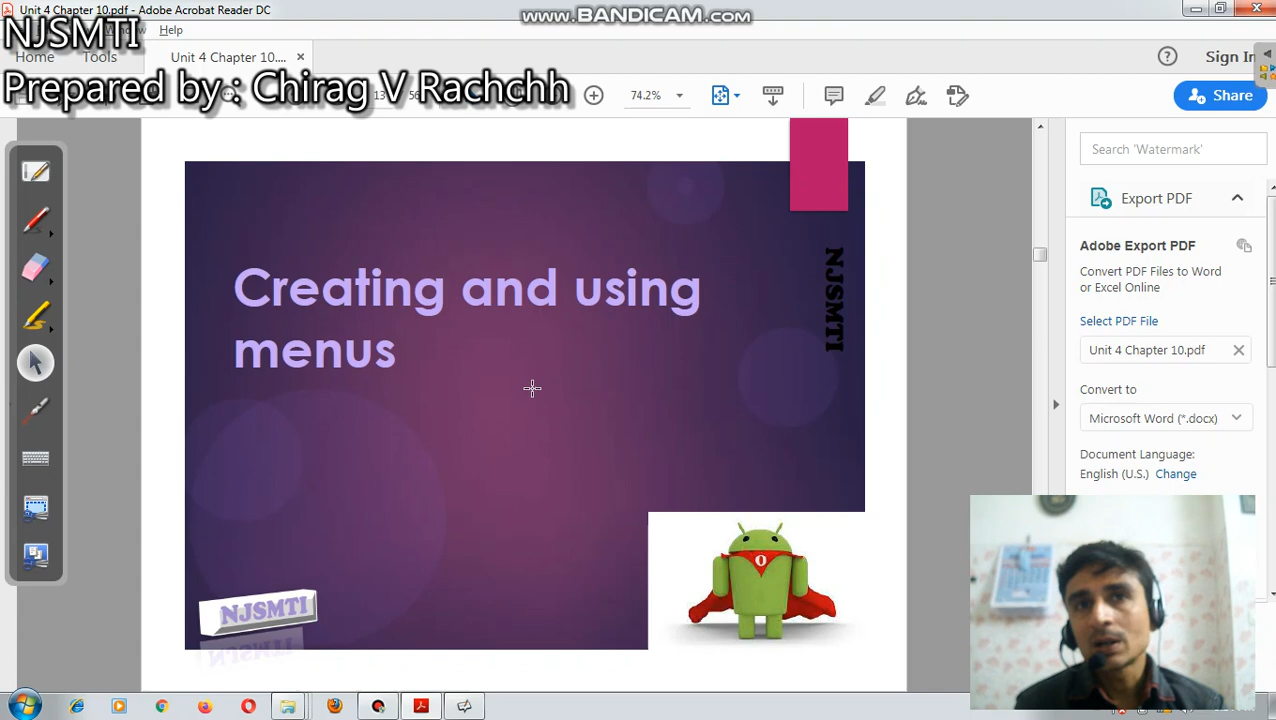 Unit 4 Chapter 10.pdf - Adobe Acrobat Reader DC
www.BANDICAM.com
NJSMTI
Help
Home
Tools
Unit 4 Chapter 10....
Sign In
Prepared by : Chirag V Rachchh
74.2%
Share
Search 'Watermark'
Export PDF
Adobe Export PDF
Convert PDF Files to Word
or Excel Online
Select PDF File
Unit 4 Chapter 10.pdf
Convert to
Microsoft Word (*.docx)
Document Language:
English (U.S.) Change
Creating and using
menus
NJSMTI
NJSMTI